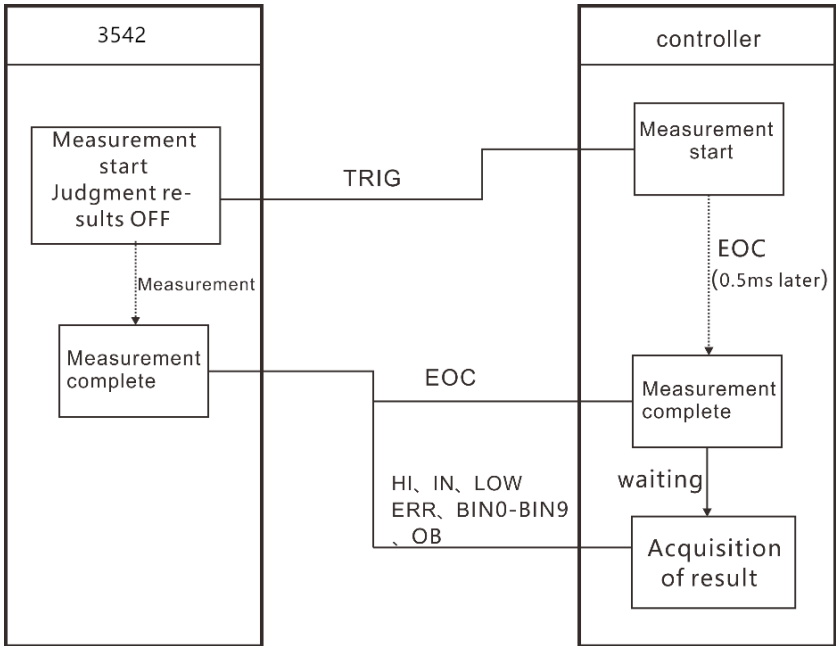 3542
controller
Measurement
start
Judgment re-
sults OFF
TRIG
Measurement
start
EOC
(0.5ms later)
Measurement
Measurement
complete
EOC
Measurement
complete
waiting
HI、IN、LOW
ERR、BIN0-BIN9
、OB
Acquisition
of result